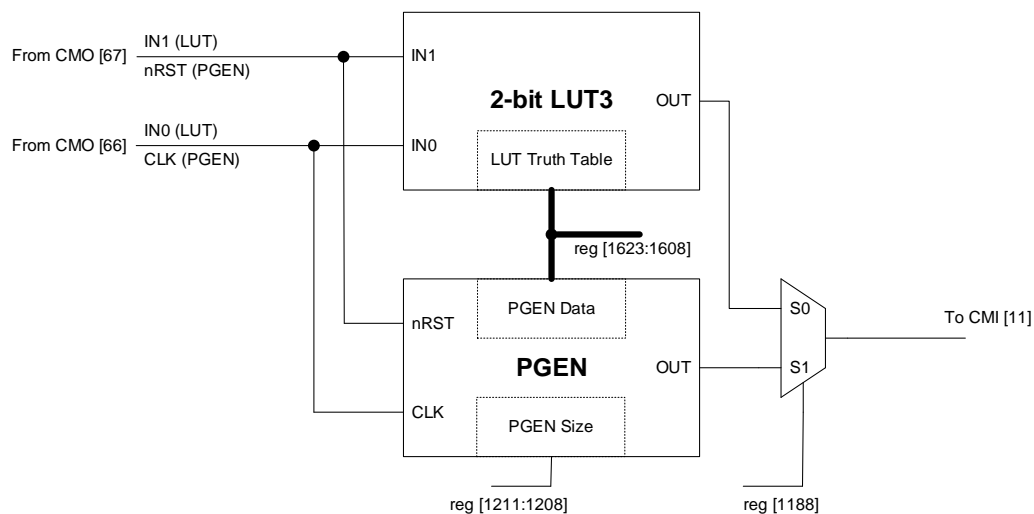 From CMO [67]
IN1 (LUT)
nRST (PGEN)
From CMO [66]
IN0 (LUT)
CLK (PGEN)
IN1
2-bit LUT3
OUT
IN0
LUT Truth Table
reg [1623:1608]
PGEN Data
nRST
PGEN
OUT
CLK
PGEN Size
reg [1211:1208]
S0
S1
To CMI [11]
reg [1188]